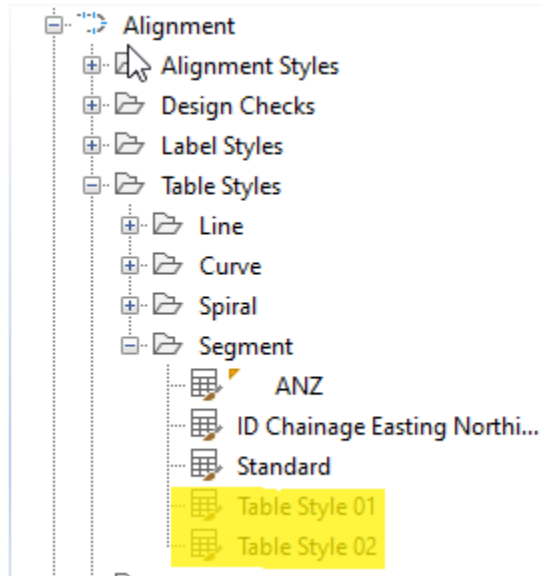 Alignment
Alignment Styles
Design Checks
Label Styles
Table Styles
Line
Curve
Spiral
Segment
ANZ
ID Chainage Easting Northi...
Standard
Table Style 01
Table Style 02